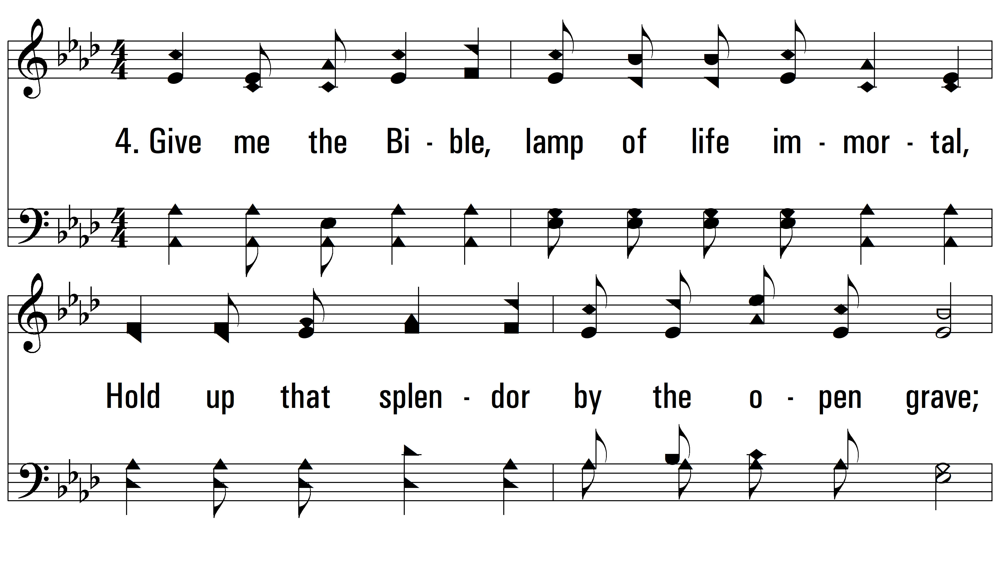 4. Give me the Bi - ble, lamp of life im - mor - tal,
Hold up that splen - dor by the o - pen grave;